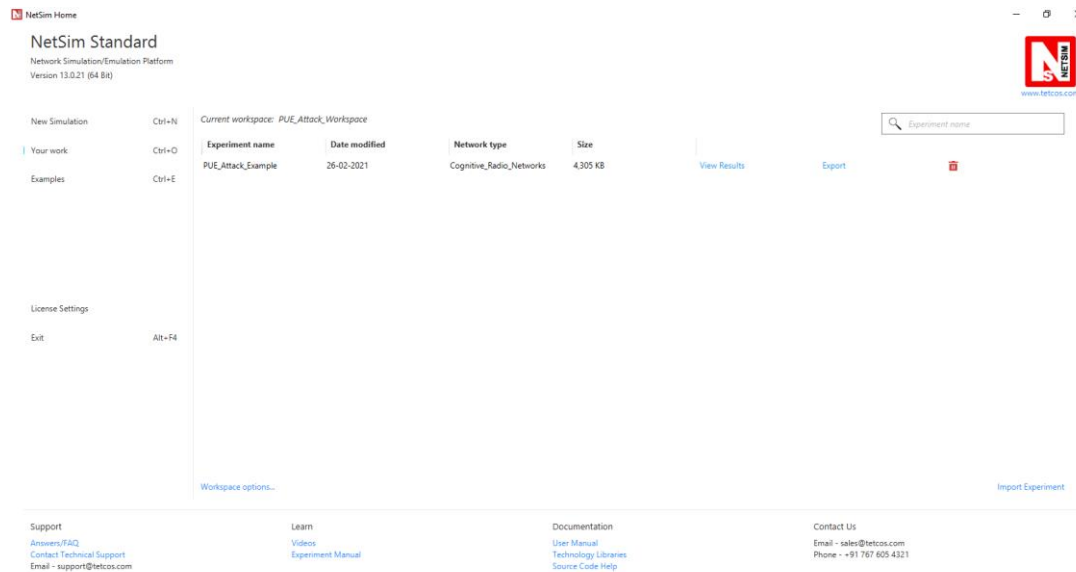 NetSim Home
NetSim Standard
Network Simulation/Emulation Platform
Version 13.0.21 (64 Bit)
NETSIM
www.tetcos.com
New Simulation Ctrl+N
Your work Ctrl+O
Examples Ctrl+E
License Settings
Exit Alt+F4
Current workspace: PUE_Attack_Workspace
Experiment name
Experiment name Date modified Network type Size
PUE_Attack_Example 26-02-2021 Cognitive_Radio_Networks 4,305 KB View Results Export
Workspace options... Import Experiment
Support
Answers/FAQ
Contact Technical Support
Email - support@tetcos.com
Learn
Videos
Experiment Manual
Documentation
User Manual
Technology Libraries
Source Code Help
Contact Us
Email - sales@tetcos.com
Phone - +91 767 605 4321